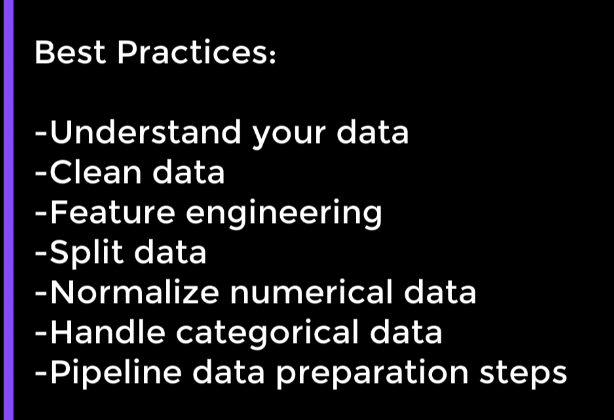 Best Practices:
-Understand your data
-Clean data
-Feature engineering
-Split data
-Normalize numerical data
-Handle categorical data
-Pipeline data preparation steps